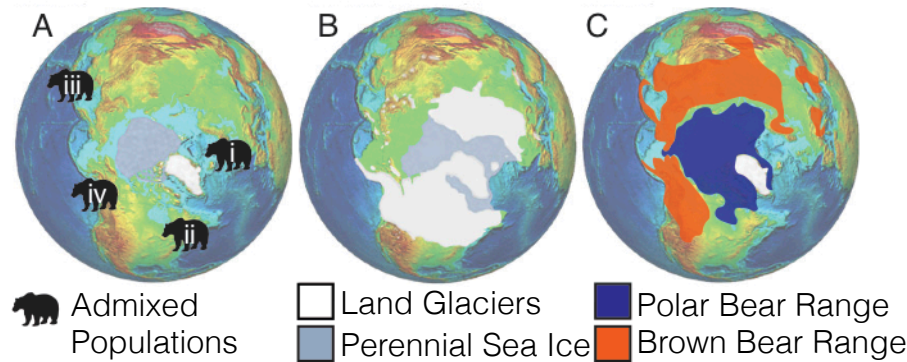 A
B
C
iii
i
iv
ii
Admixed
Populations
Land Glaciers
Perennial Sea Ice
Polar Bear Range
Brown Bear Range